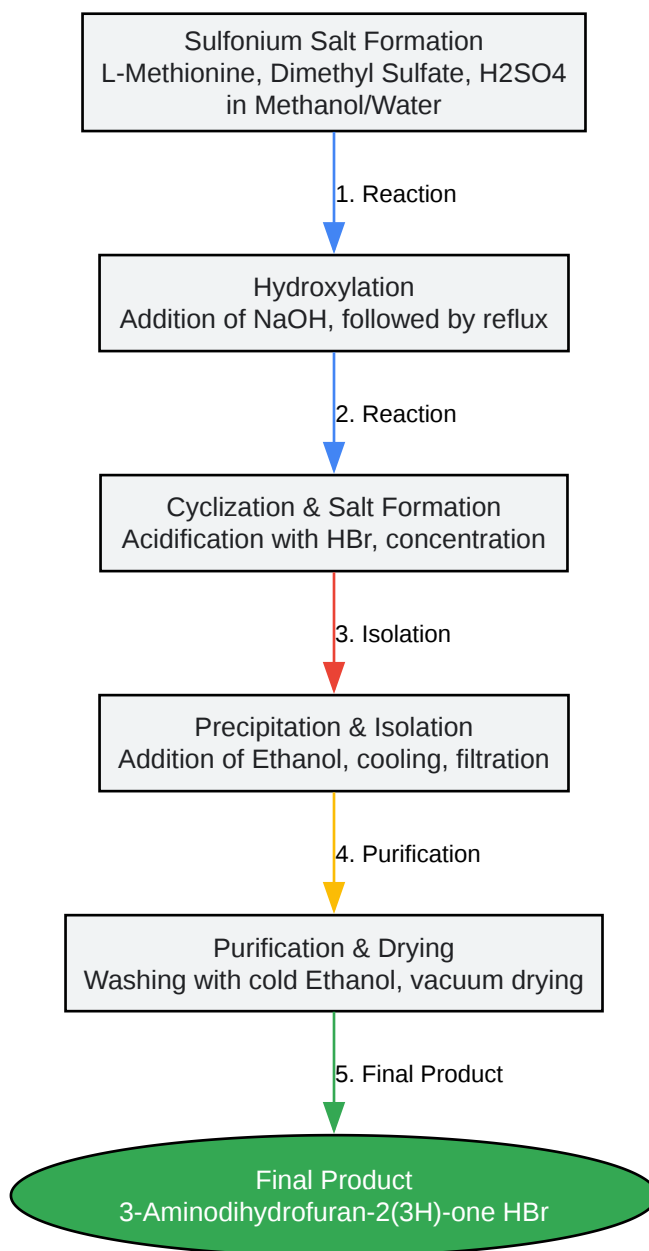 Sulfonium Salt Formation
L-Methionine, Dimethyl Sulfate, H2SO4
in Methanol/Water
1. Reaction
Hydroxylation
Addition of NaOH, followed by reflux
2. Reaction
Cyclization & Salt Formation
Acidification with HBr, concentration
3. Isolation
Precipitation & Isolation
Addition of Ethanol, cooling, filtration
4. Purification
Purification & Drying
Washing with cold Ethanol, vacuum drying
5. Final Product
Final Product
3-Aminodihydrofuran-2(3H)-one HBr